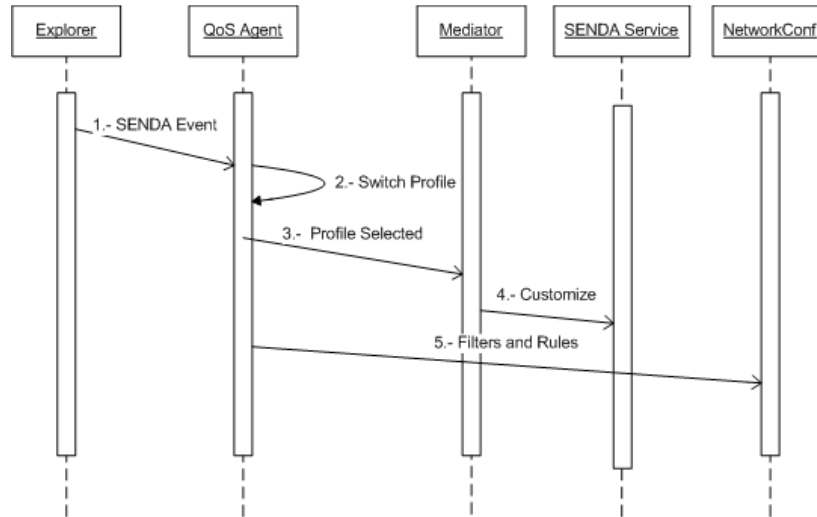 Explorer
QoS Agent
Mediator
SENDA Service
NetworkConf
1.- SENDA Event
2.- Switch Profile
3.- Profile Selected
4.- Customize
5.- Filters and Rules